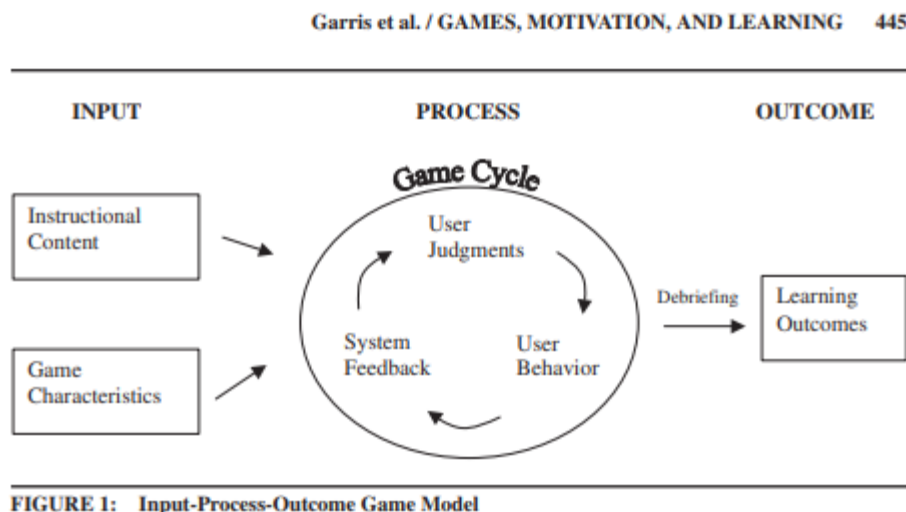 Garris et al. / GAMES, MOTIVATION, AND LEARNING 445
INPUT PROCESS OUTCOME
Game Cycle
Instructional
Content
User
Judgments
Debriefing
Learning
Outcomes
System
Feedback
User
Behavior
Game
Characteristics
FIGURE 1: Input-Process-Outcome Game Model